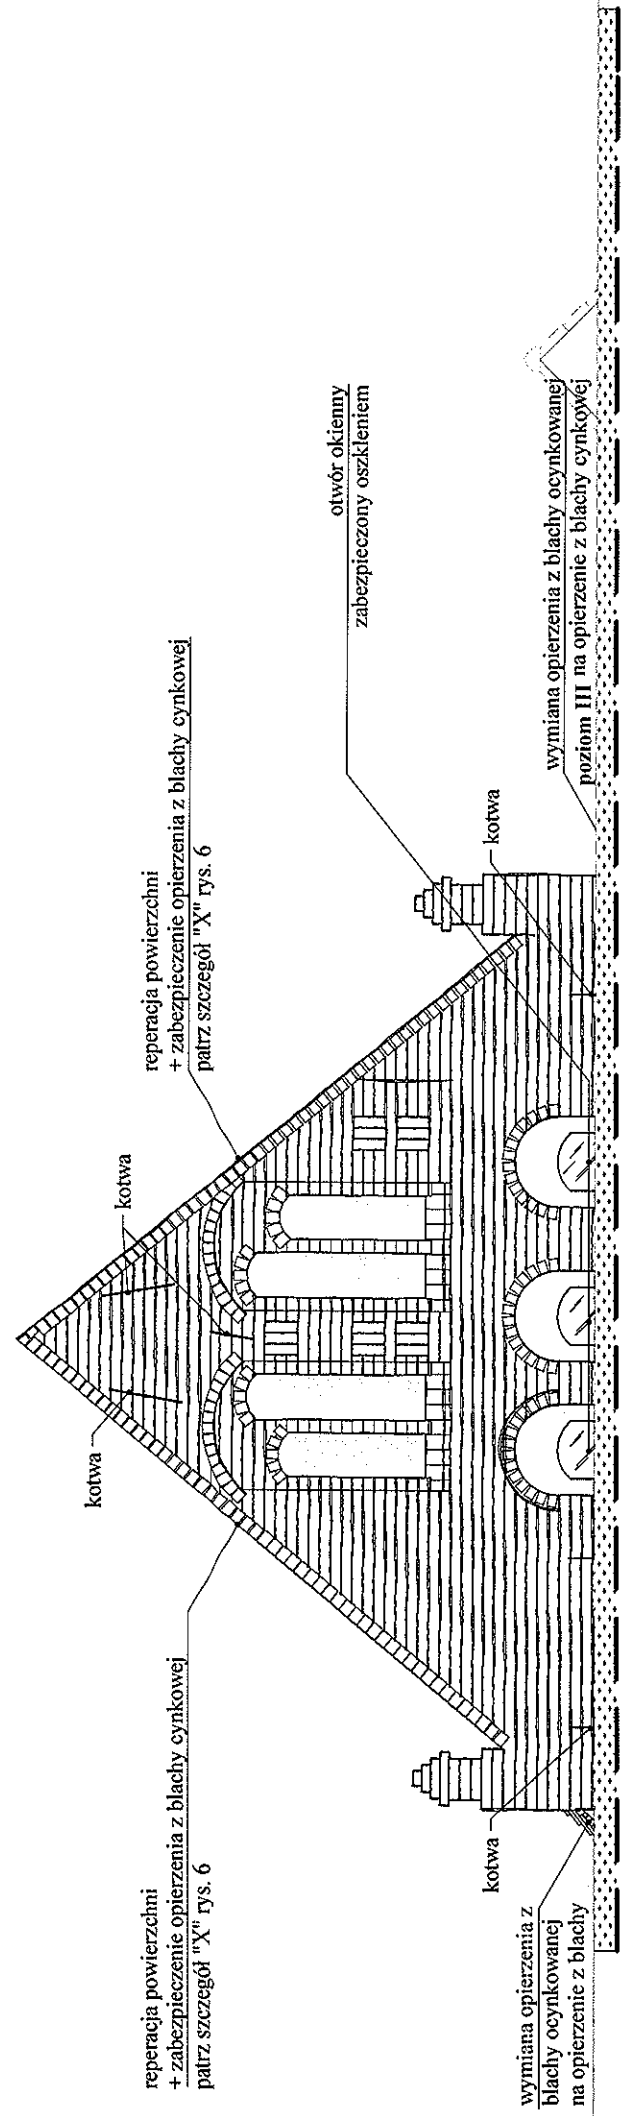 reperacja powierzchni
+ zabezpieczenie opierzenia z blachy cynkowej
patrz szczegół "X" rys. 6
kotwa
kotwa
reperacja powierzchni
+ zabezpieczenie opierzenia z blachy cynkowej
patrz szczegół "X" rys. 6
otwór okienny
zabezpieczony oszkleniem
wymiana opierzenia z
blachy ocynkowanej
na opierzenie z blachy
kotwa
kotwa
wymiana opierzenia z blachy ocynkowanej
poziom III na opierzenie z blachy cynkowej